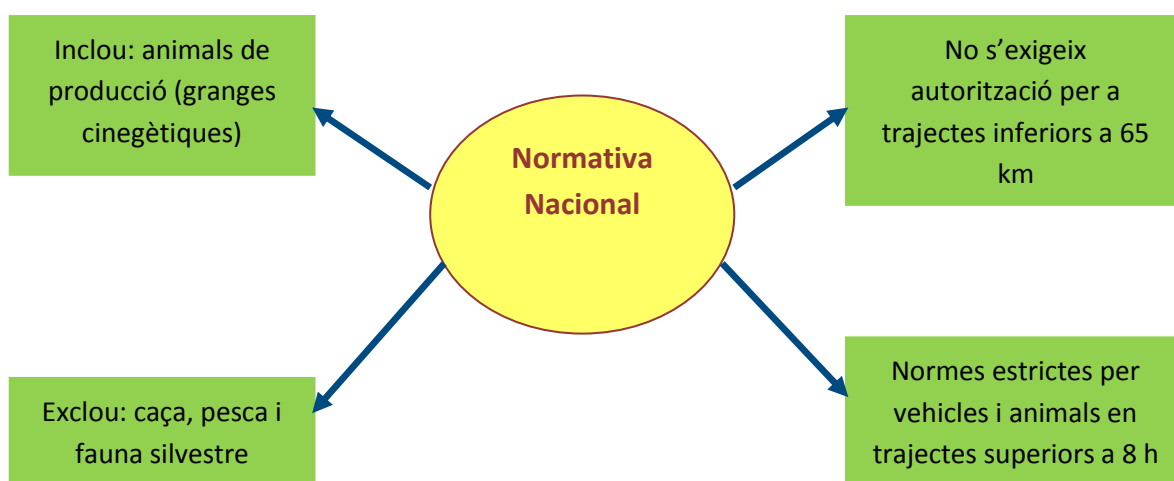 Inclou: animals de
producció (granges
cinegètiques)
No s’exigeix
autorització per a
trajectes inferiors a 65
km
Normativa
Nacional
Exclou: caça, pesca i
fauna silvestre
Normes estrictes per
vehicles i animals en
trajectes superiors a 8 h